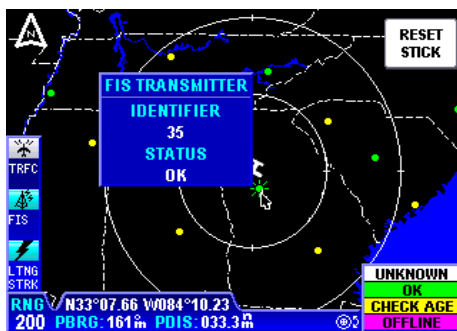 N
RESET
STICK
FIS TRANSMITTER
IDENTIFIER
35
STATUS
OK
TRFC
FIS
LTNG
STRK
UNKNOWN
OK
CHECK AGE
OFFLINE
RNG N33°07.66 W084°10.23
200 PBRG:161°m PDIS:033.3nm
5